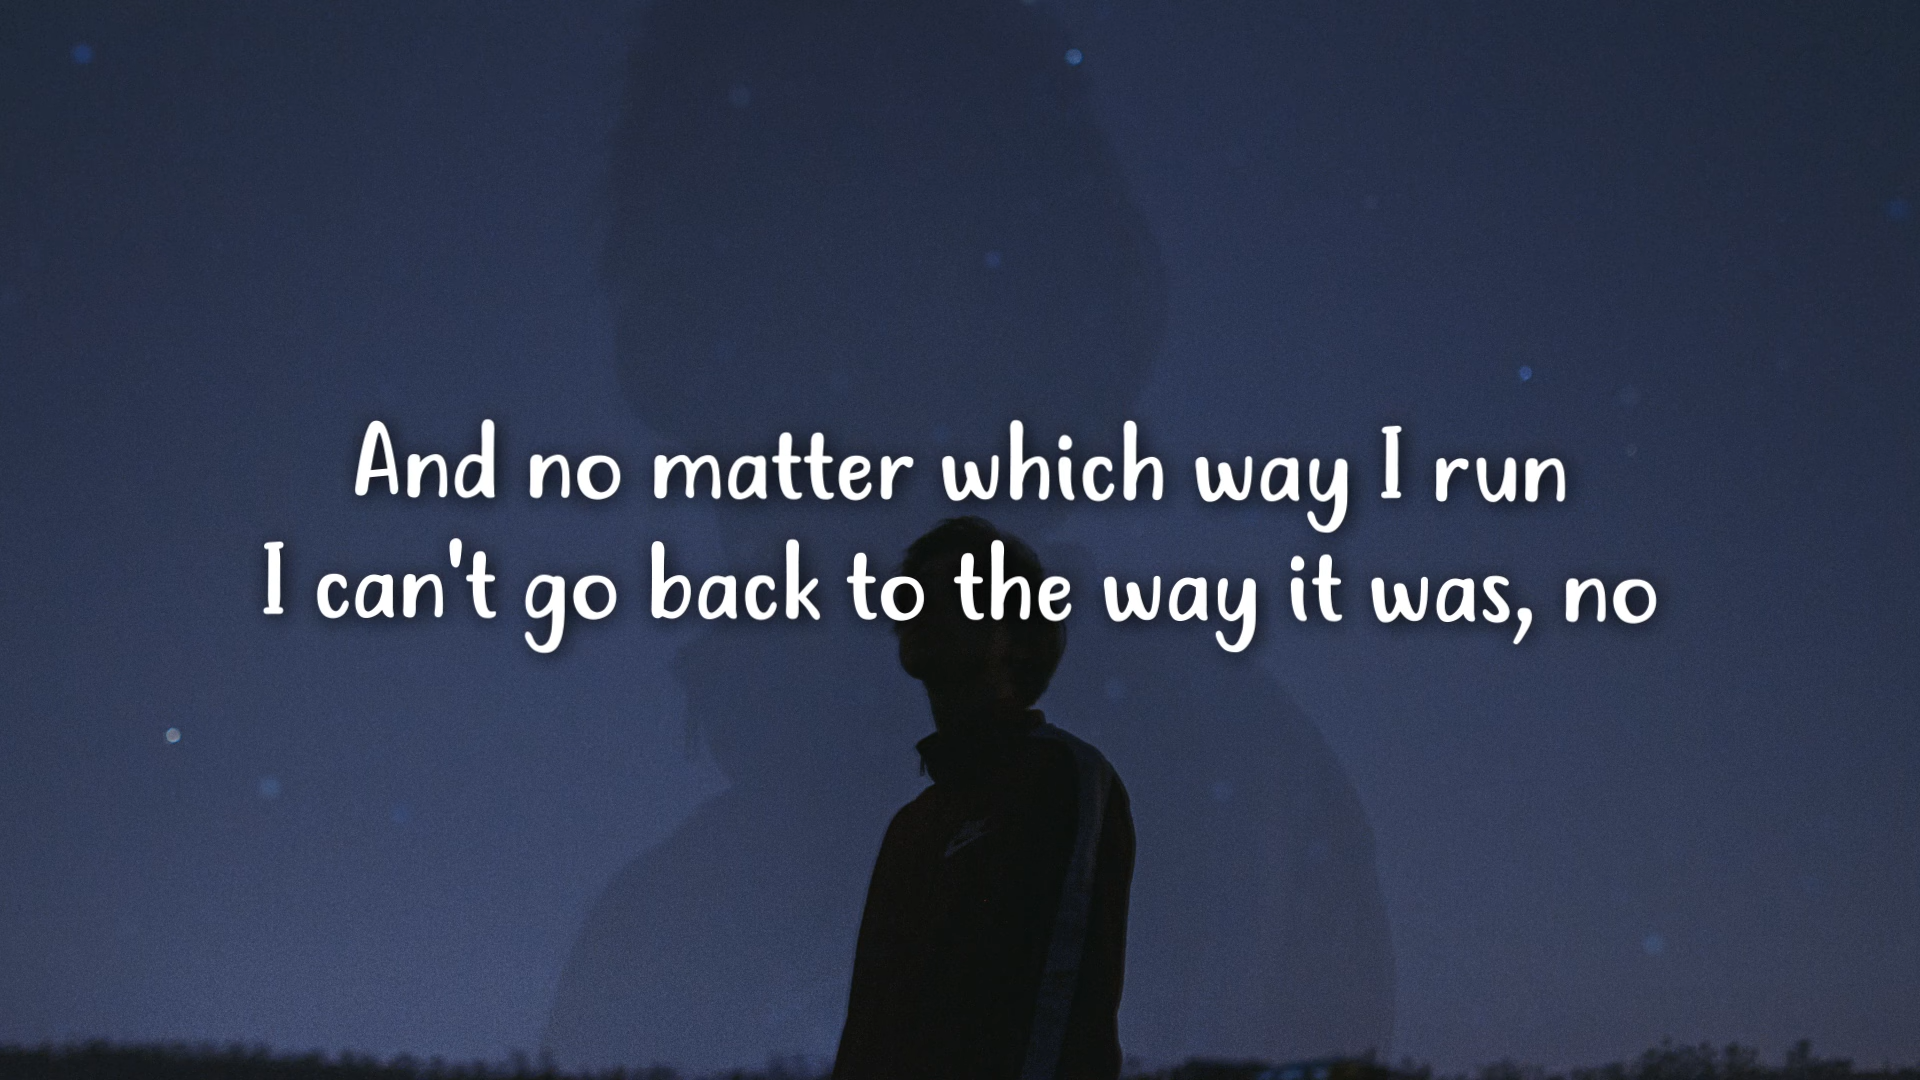 And no matter which way I run
I can't go back to the way it was, no